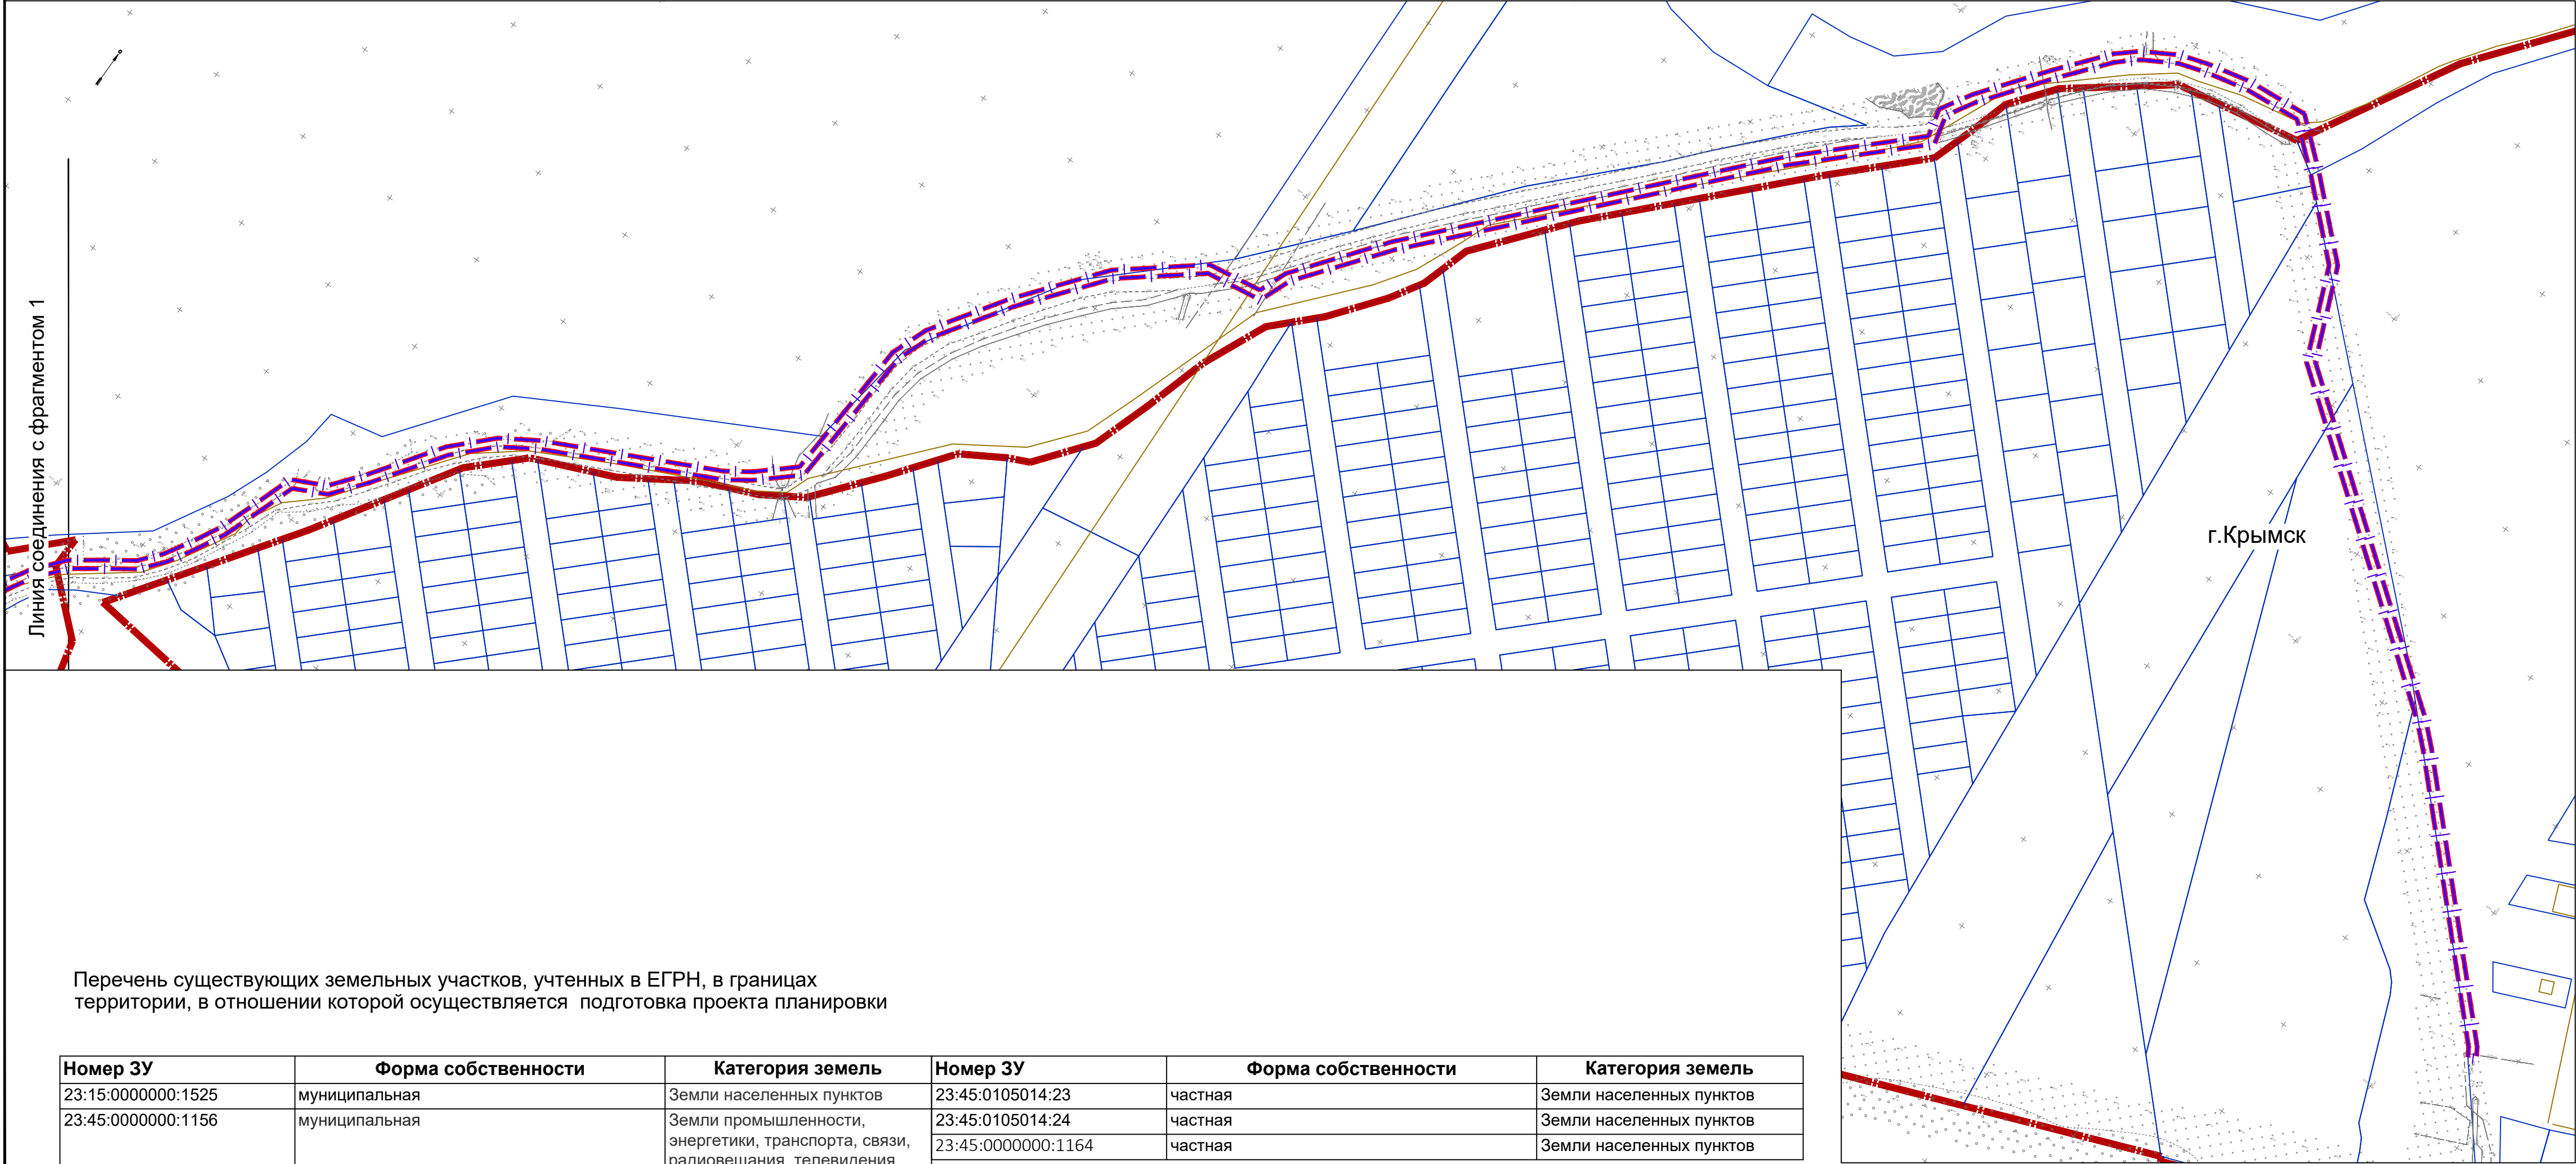 Линия соединения с фрагментом 1
г.Крымск
Перечень существующих земельных участков, учтенных в ЕГРН, в границах
территории, в отношении которой осуществляется подготовка проекта планировки
Номер ЗУ Форма собственности Категория земель Номер ЗУ Форма собственности Категория земель
23:15:0000000:1525 муниципальная Земли населенных пунктов 23:45:0105014:23 частная Земли населенных пунктов
23:45:0000000:1156 муниципальная Земли промышленности, 23:45:0105014:24 частная Земли населенных пунктов
энергетики, транспорта, связи, 23:45:0000000:1164 частная Земли населенных пунктов
радиовещания, телевидения